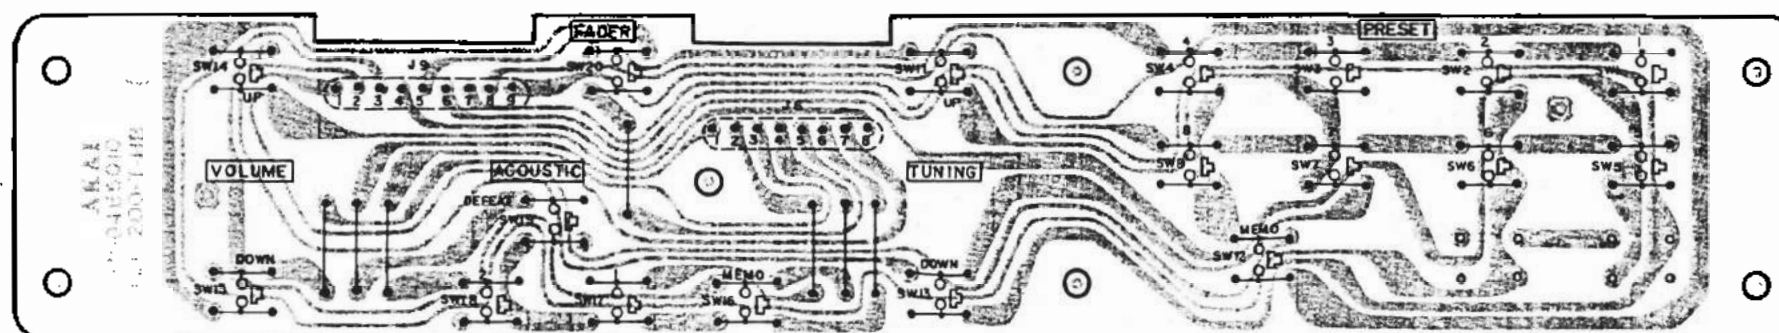 FADER
PRESET
J9
4
3
2
1
SW14
SW20
SW11
SW4
SW3
SW2
UP
2 3 4 5 6 7 8 9
UP
J8
2 3 4 5 6 7 8
8
SW8
SW7
SW6
SW5
VOLUME
ACOUSTIC
TUNING
AKAI
DEFEAT
SW19
MEMO
SW12
DOWN
2
1
MEMO
DOWN
SW18
SW17
SW16
SW13